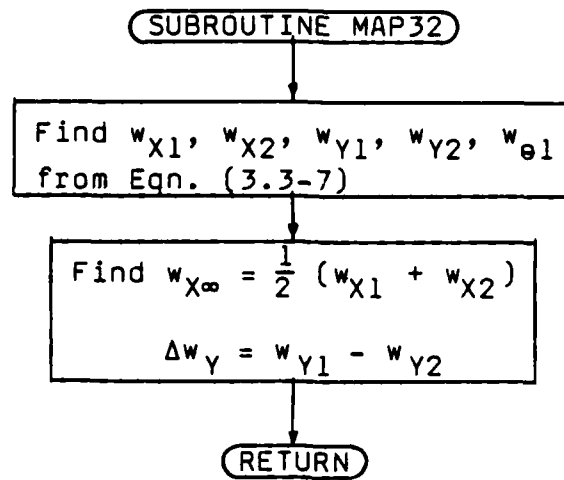 SUBROUTINE MAP32
Find w_X1, w_X2, w_Y1, w_Y2, w_θ1
from Eqn. (3.3-7)
Find w_X∞ = 1/2 (w_X1 + w_X2)
Δw_Y = w_Y1 - w_Y2
RETURN